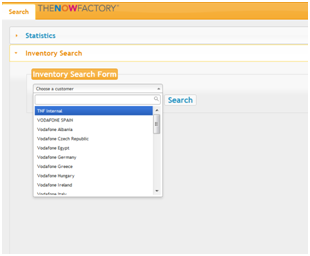 Search THENOWFACTORY™
Statistics
Inventory Search
Inventory Search Form
Choose a customer
Search
TNF Internal
VODAFONE SPAIN
Vodafone Albania
Vodafone Czech Republic
Vodafone Egypt
Vodafone Germany
Vodafone Greece
Vodafone Hungary
Vodafone Ireland
Vodafone Italy